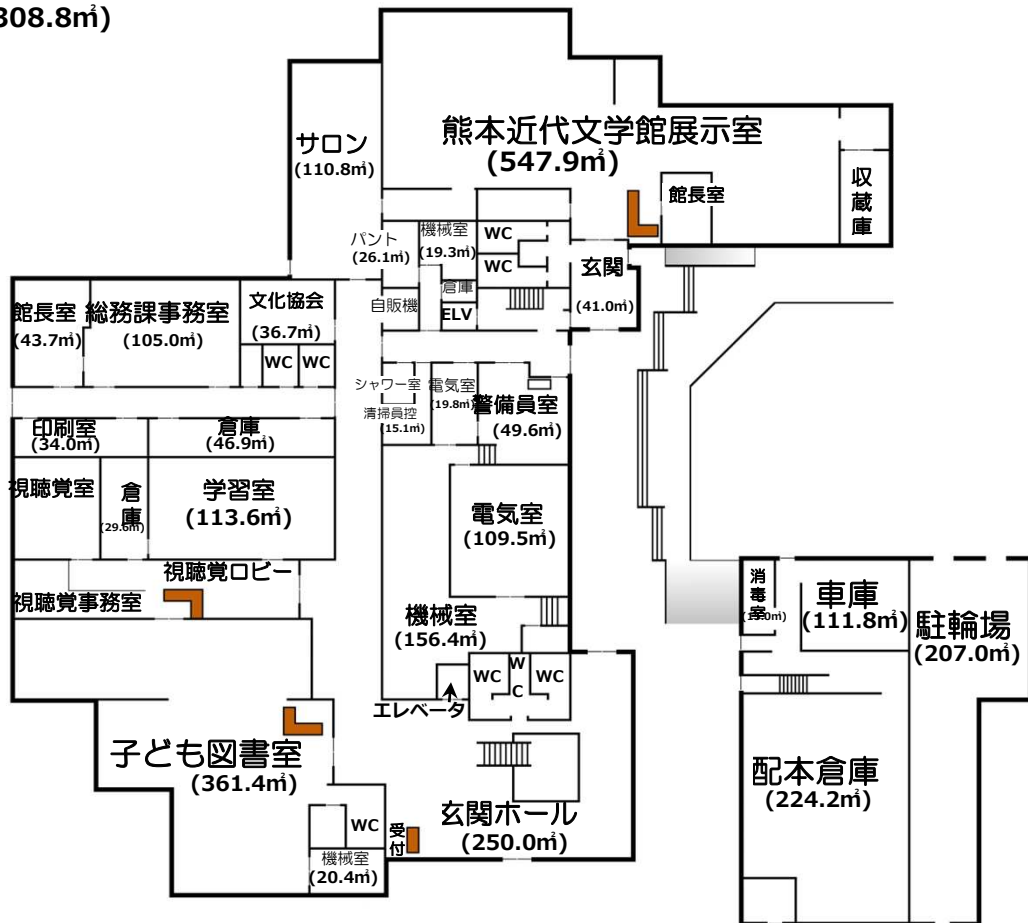 308.8㎡)
熊本近代文学館展示室
(547.9㎡)
サロン
(110.8㎡)
収蔵庫
館長室
パント
(26.1㎡)
機械室
(19.3㎡)
WC
WC
玄関
(41.0㎡)
倉庫
自販機
ELV
館長室
(43.7㎡)
総務課事務室
(105.0㎡)
文化協会
(36.7㎡)
WC
WC
シャワー室
電気室
(19.8㎡)
清掃員控
(15.1㎡)
警備員室
(49.6㎡)
印刷室
(34.0㎡)
倉庫
(46.9㎡)
視聴覚室
倉庫
(29.6㎡)
学習室
(113.6㎡)
電気室
(109.5㎡)
視聴覚ロビー
視聴覚事務室
機械室
(156.4㎡)
WC
WC
WC
エレベータ
消毒室
車庫
(111.8㎡)
駐輪場
(207.0㎡)
子ども図書室
(361.4㎡)
配本倉庫
(224.2㎡)
玄関ホール
(250.0㎡)
WC
受付
機械室
(20.4㎡)